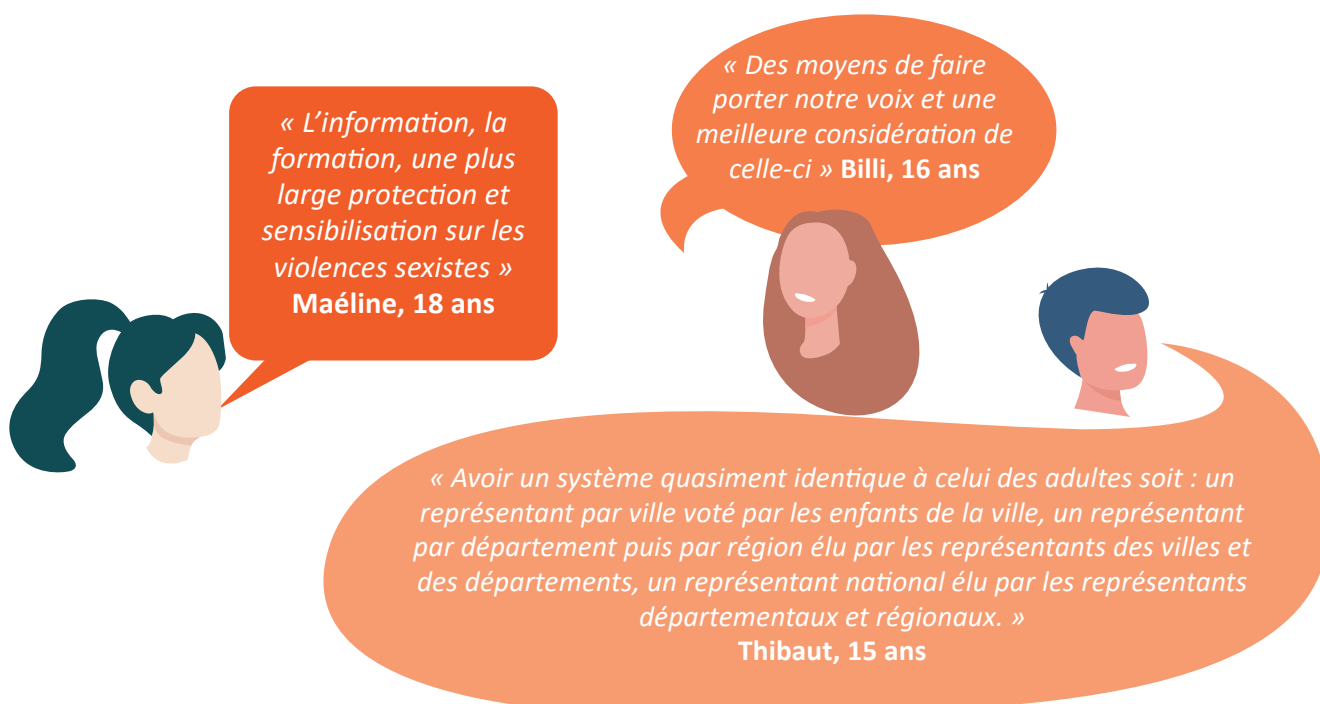 « L’information, la
formation, une plus
large protection et
sensibilisation sur les
violences sexistes »
Maéline, 18 ans
« Des moyens de faire
porter notre voix et une
meilleure considération de
celle-ci » Billi, 16 ans
« Avoir un système quasiment identique à celui des adultes soit : un
représentant par ville voté par les enfants de la ville, un représentant
par département puis par région élu par les représentants des villes et
des départements, un représentant national élu par les représentants
départementaux et régionaux. »
Thibaut, 15 ans